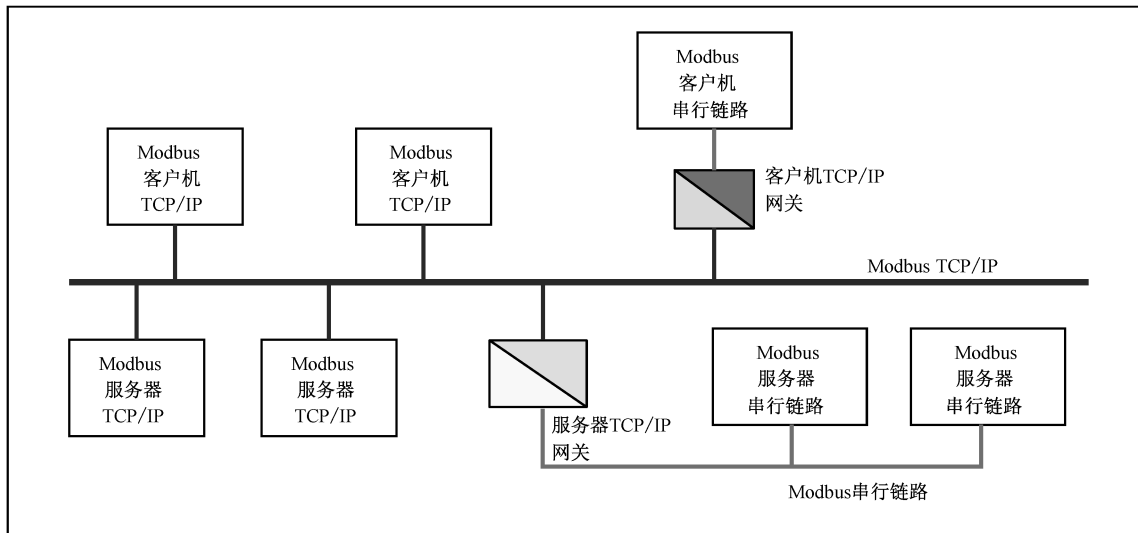 Modbus
客户机
串行链路
Modbus
客户机
TCP/IP
Modbus
客户机
TCP/IP
客户机TCP/IP
网关
Modbus TCP/IP
Modbus
服务器
TCP/IP
Modbus
服务器
TCP/IP
服务器TCP/IP
网关
Modbus
服务器
串行链路
Modbus
服务器
串行链路
Modbus串行链路